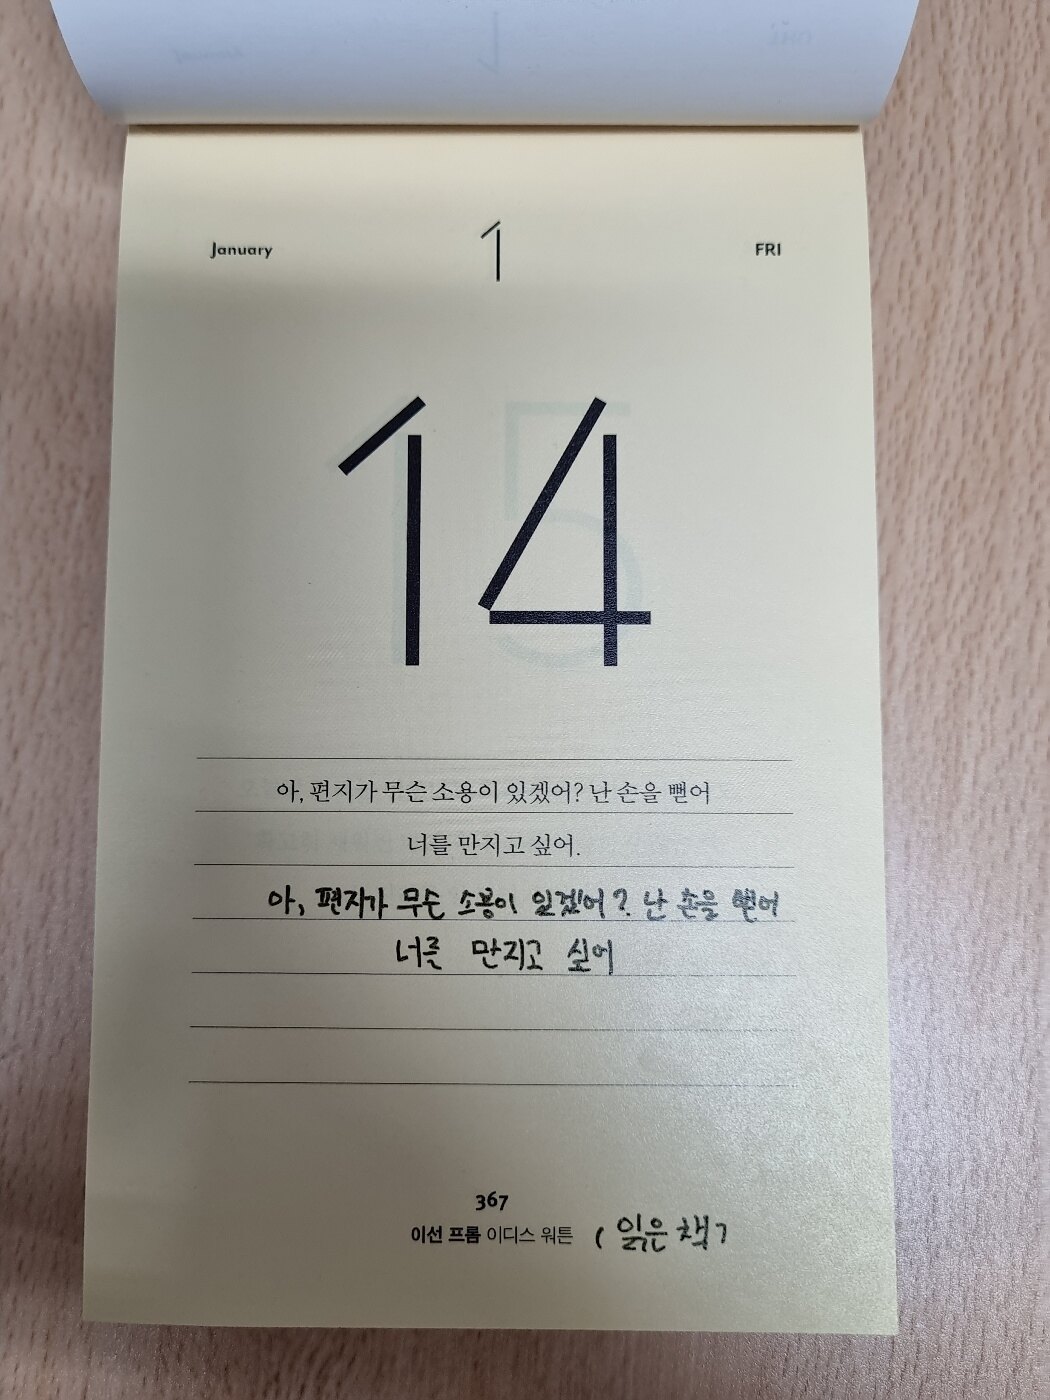 January 1 FRI
14
아, 편지가 무슨 소용이 있겠어? 난 손을 뻗어
너를 만지고 싶어.
아, 편지가 무슨 소용이 있겠어? 난 손을 뻗어
너를 만지고 싶어
367
이선 프롬 이디스 워튼 (읽은 책)